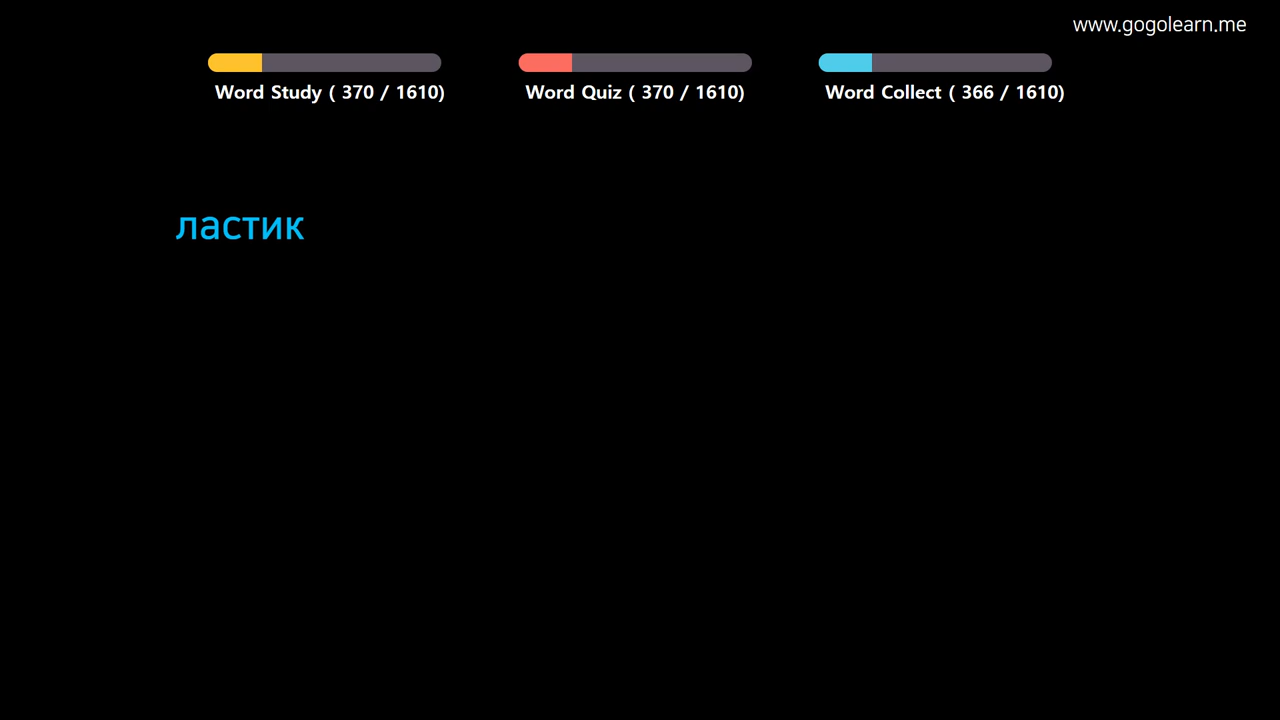 www.gogolearn.me
Word Study ( 370 / 1610)
Word Quiz ( 370 / 1610)
Word Collect ( 366 / 1610)
ластик